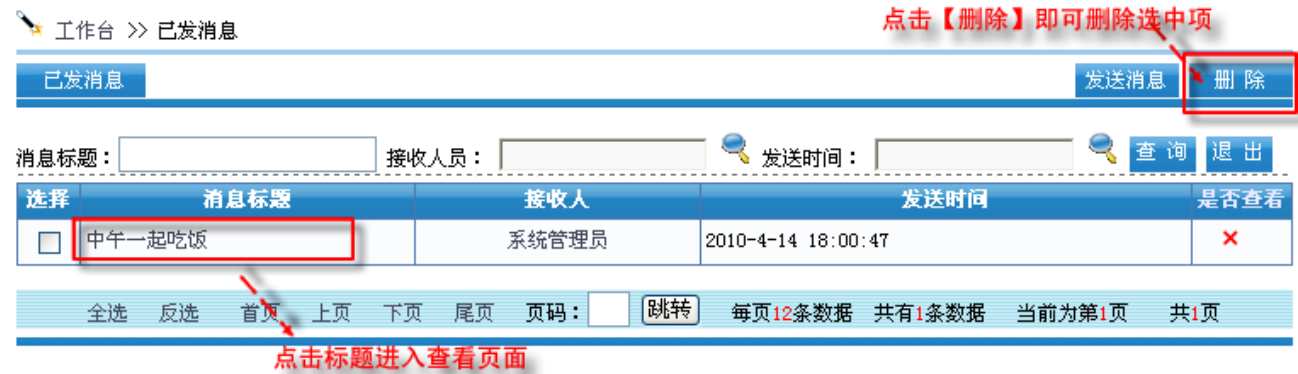 点击【删除】即可删除选中项
工作台 >> 已发消息
已发消息 发送消息 删 除
消息标题： 接收人员： 发送时间： 查 询 退 出
选择 消息标题 接收人 发送时间 是否查看
中午一起吃饭 系统管理员 2010-4-14 18:00:47
全选 反选 首页 上页 下页 尾页 页码： 跳转 每页12条数据 共有1条数据 当前为第1页 共1页
点击标题进入查看页面